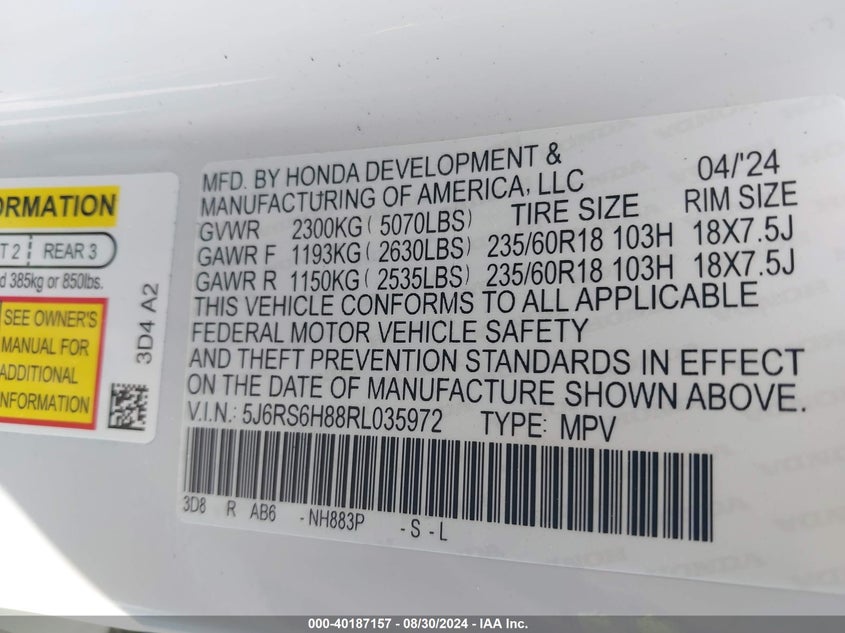 ORMATION
T 2 REAR 3
d 385kg or 850lbs.
SEE OWNER'S
MANUAL FOR
ADDITIONAL
INFORMATION
3D4 A2
MFD. BY HONDA DEVELOPMENT & 04/'24
MANUFACTURING OF AMERICA, LLC
GVWR 2300KG ( 5070LBS) TIRE SIZE RIM SIZE
GAWR F 1193KG ( 2630LBS) 235/60R18 103H 18X7.5J
GAWR R 1150KG ( 2535LBS) 235/60R18 103H 18X7.5J
THIS VEHICLE CONFORMS TO ALL APPLICABLE
FEDERAL MOTOR VEHICLE SAFETY
AND THEFT PREVENTION STANDARDS IN EFFECT
ON THE DATE OF MANUFACTURE SHOWN ABOVE.
V.I.N.: 5J6RS6H88RL035972 TYPE: MPV
3D8 R AB6 -NH883P -S-L
000-40187157 - 08/30/2024 - IAA Inc.